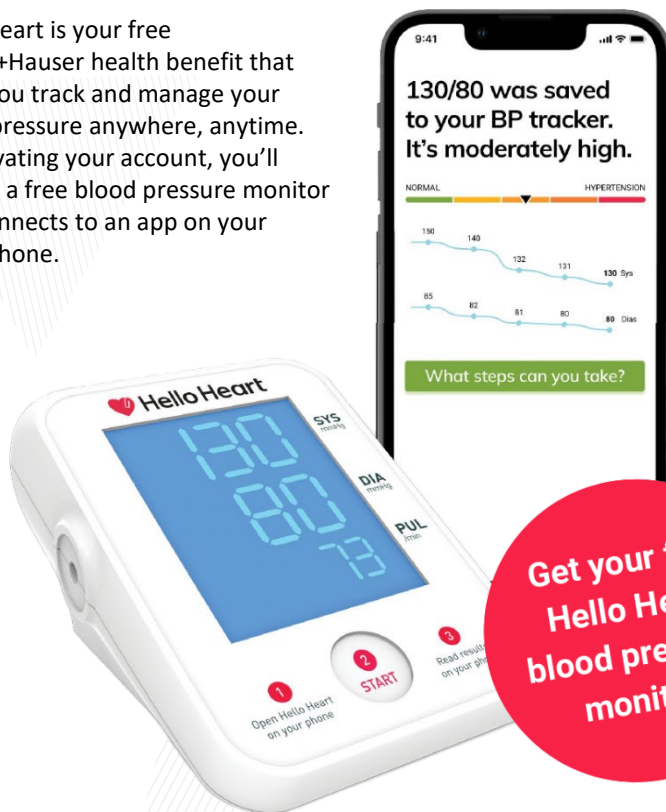 eart is your free
+Hauser health benefit that
ou track and manage your
pressure anywhere, anytime.
vating your account, you'll
a free blood pressure monitor
nnects to an app on your
hone.
9:41
130/80 was saved
to your BP tracker.
It's moderately high.
NORMAL HYPERTENSION
150 140 132 131 130 Sys
85 82 81 80 80 Dias
What steps can you take?
Hello Heart
130
SYS
mmHg
80
DIA
mmHg
73
PUL
/min
1
Open Hello Heart
on your phone
2
START
3
Read results
on your pho
Get your
Hello He
blood pre
monit